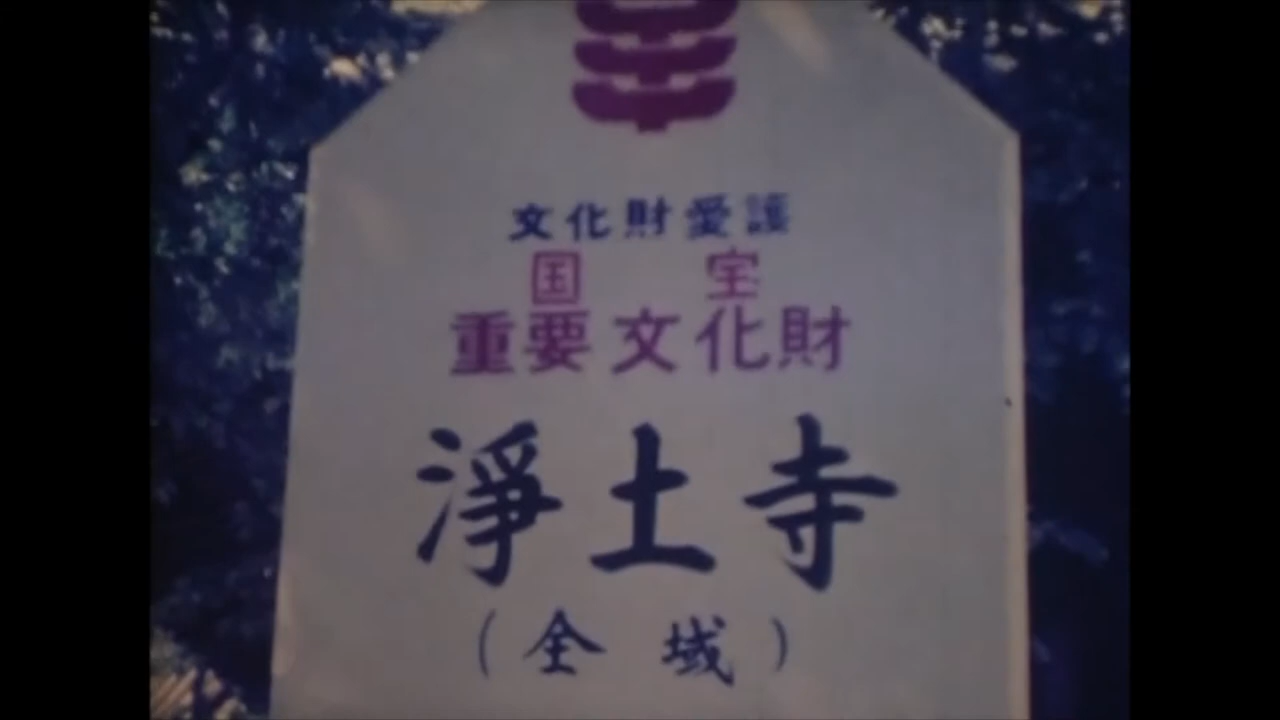 文化財愛護
国 宝
重要文化財
淨土寺
(全域)